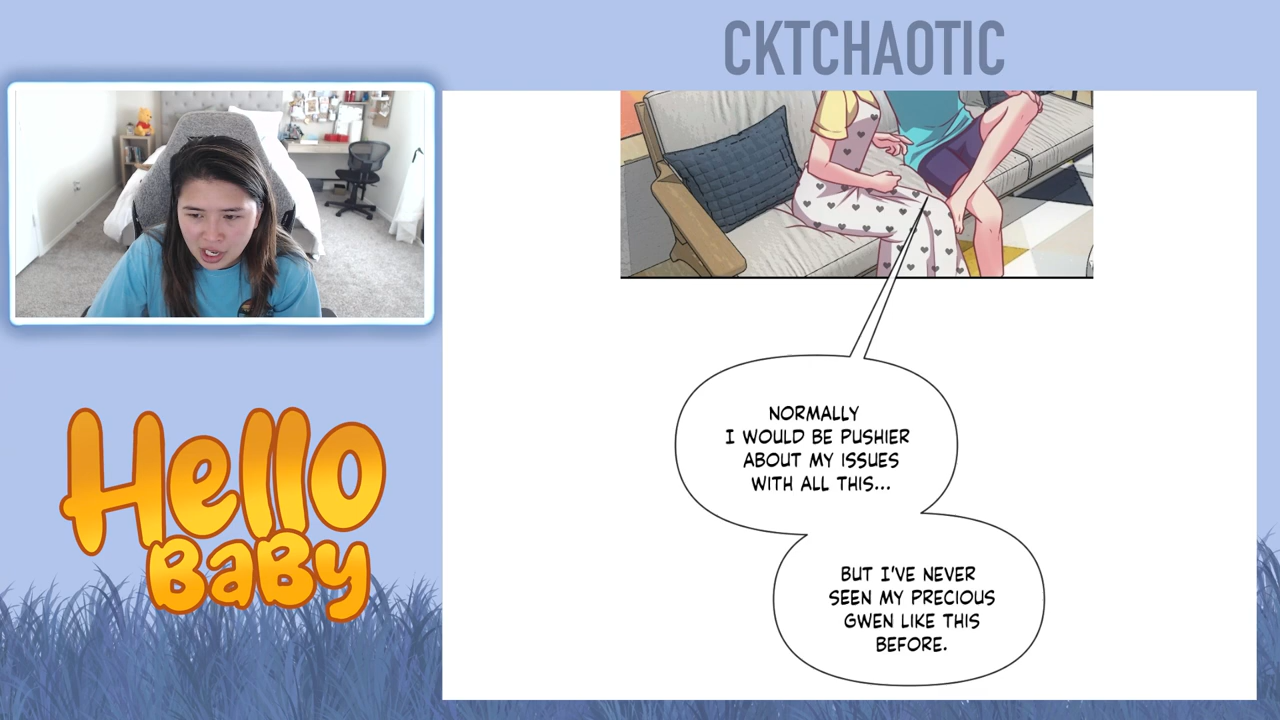 CKTCHAOTIC
Hello
BaBy
NORMALLY
I WOULD BE PUSHIER
ABOUT MY ISSUES
WITH ALL THIS...
BUT I'VE NEVER
SEEN MY PRECIOUS
GWEN LIKE THIS
BEFORE.